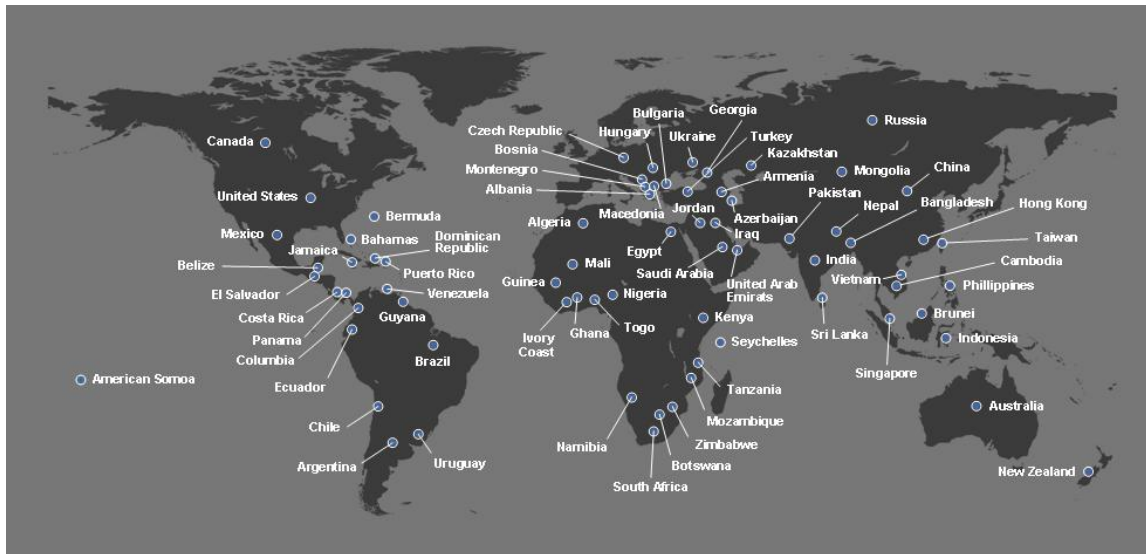 Canada
United States
Mexico
Bermuda
Bahamas
Jamaica
Dominican
Republic
Puerto Rico
Belize
El Salvador
Costa Rica
Panama
Columbia
Ecuador
Venezuela
Guyana
Brazil
American Somoa
Chile
Argentina
Uruguay
Czech Republic
Bosnia
Montenegro
Albania
Hungary
Bulgaria
Ukraine
Georgia
Turkey
Kazakhstan
Armenia
Azerbaijan
Macedonia
Jordan
Iraq
Egypt
Saudi Arabia
United Arab
Emirats
Algeria
Mali
Guinea
Nigeria
Ivory
Coast
Ghana
Togo
Kenya
Seychelles
Tanzania
Mozambique
Zimbabwe
Botswana
South Africa
Namibia
Russia
Mongolia
China
Pakistan
Nepal
Bangladesh
Hong Kong
Taiwan
India
Vietnam
Cambodia
Phillippines
Sri Lanka
Brunei
Indonesia
Singapore
Australia
New Zealand